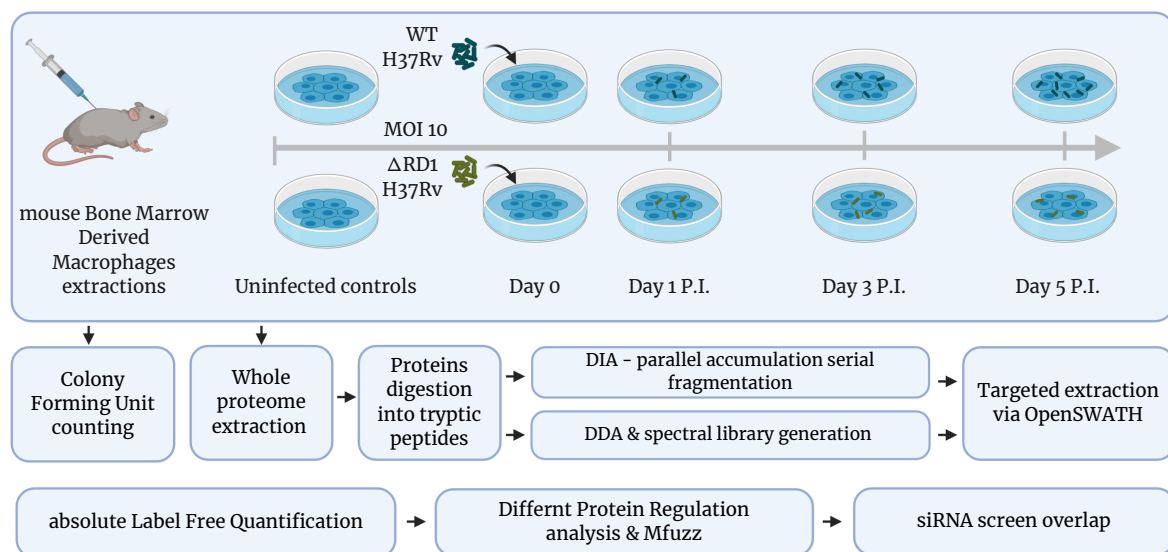 WT
H37Rv
MOI 10
ΔRD1
H37Rv
mouse Bone Marrow
Derived
Macrophages
extractions
Uninfected controls
Day 0
Day 1 P.I.
Day 3 P.I.
Day 5 P.I.
Colony
Forming Unit
counting
Whole
proteome
extraction
Proteins
digestion
into tryptic
peptides
DIA - parallel accumulation serial
fragmentation
DDA & spectral library generation
Targeted extraction
via OpenSWATH
absolute Label Free Quantification
Differnt Protein Regulation
analysis & Mfuzz
siRNA screen overlap